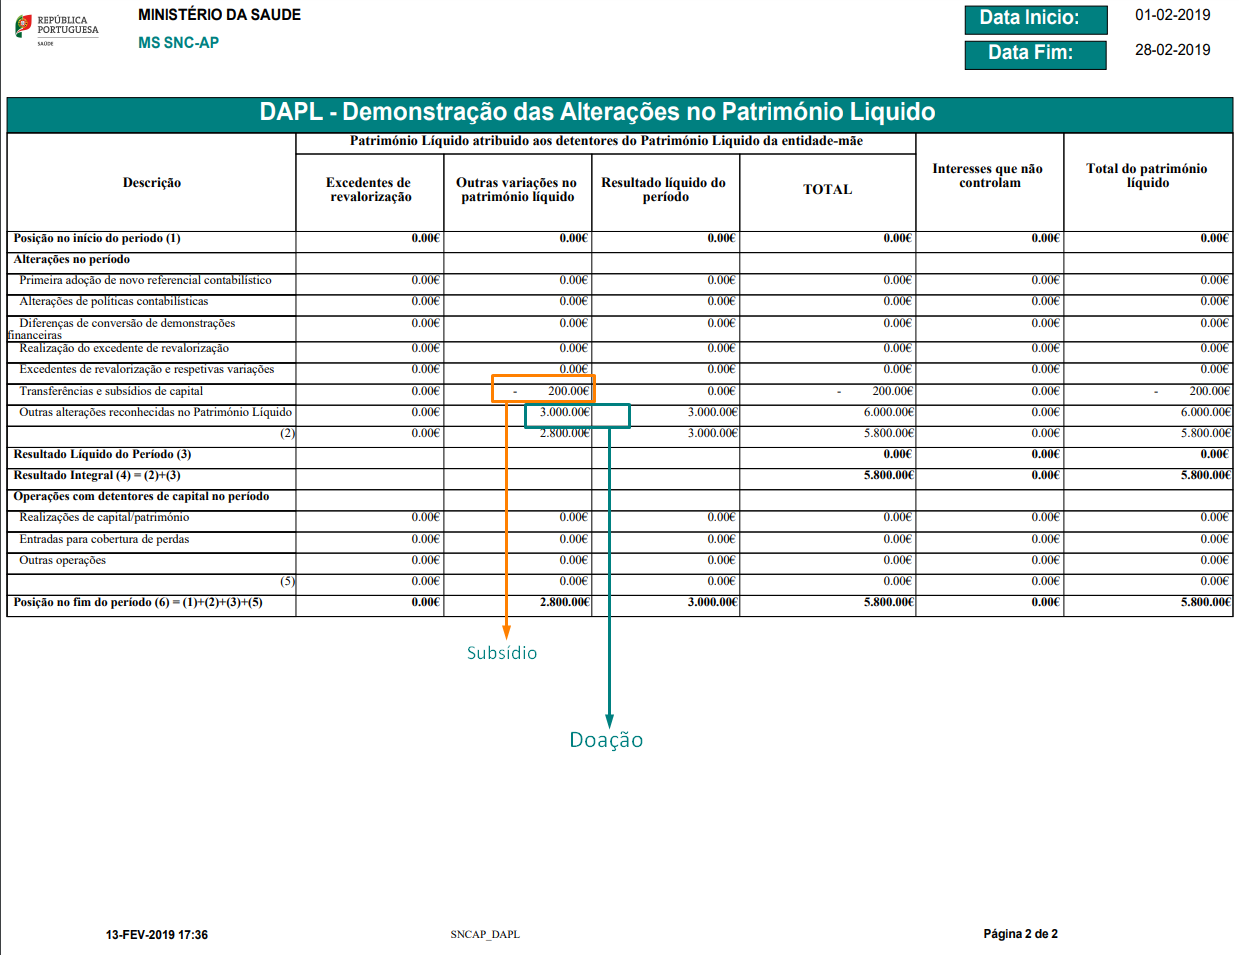 REPÚBLICA
PORTUGUESA
SAÚDE
MINISTÉRIO DA SAUDE
MS SNC-AP
Data Inicio: 01-02-2019
Data Fim: 28-02-2019
DAPL - Demonstração das Alterações no Património Liquido
Património Líquido atribuido aos detentores do Património Liquido da entidade-mãe
Descrição Excedentes de revalorização Outras variações no património líquido Resultado líquido do período TOTAL Interesses que não controlam Total do património líquido
Posição no início do periodo (1) 0.00€ 0.00€ 0.00€ 0.00€ 0.00€ 0.00€
Alterações no período
Primeira adoção de novo referencial contabilístico 0.00€ 0.00€ 0.00€ 0.00€ 0.00€ 0.00€
Alterações de políticas contabilísticas 0.00€ 0.00€ 0.00€ 0.00€ 0.00€ 0.00€
Diferenças de conversão de demonstrações
financeiras 0.00€ 0.00€ 0.00€ 0.00€ 0.00€ 0.00€
Realização do excedente de revalorização 0.00€ 0.00€ 0.00€ 0.00€ 0.00€ 0.00€
Excedentes de revalorização e respetivas variações 0.00€ 0.00€ 0.00€ 0.00€ 0.00€ 0.00€
Transferências e subsídios de capital 0.00€ - 200.00€ 0.00€ - 200.00€ 0.00€ - 200.00€
Outras alterações reconhecidas no Património Líquido 0.00€ 3.000.00€ 3.000.00€ 6.000.00€ 0.00€ 6.000.00€
(2) 0.00€ 2.800.00€ 3.000.00€ 5.800.00€ 0.00€ 5.800.00€
Resultado Líquido do Período (3) 0.00€ 0.00€ 0.00€
Resultado Integral (4) = (2)+(3) 5.800.00€ 0.00€ 5.800.00€
Operações com detentores de capital no período
Realizações de capital/património 0.00€ 0.00€ 0.00€ 0.00€ 0.00€ 0.00€
Entradas para cobertura de perdas 0.00€ 0.00€ 0.00€ 0.00€ 0.00€ 0.00€
Outras operações 0.00€ 0.00€ 0.00€ 0.00€ 0.00€ 0.00€
(5) 0.00€ 0.00€ 0.00€ 0.00€ 0.00€ 0.00€
Posição no fim do período (6) = (1)+(2)+(3)+(5) 0.00€ 2.800.00€ 3.000.00€ 5.800.00€ 0.00€ 5.800.00€
Subsídio
Doação
13-FEV-2019 17:36 SNCAP_DAPL Página 2 de 2